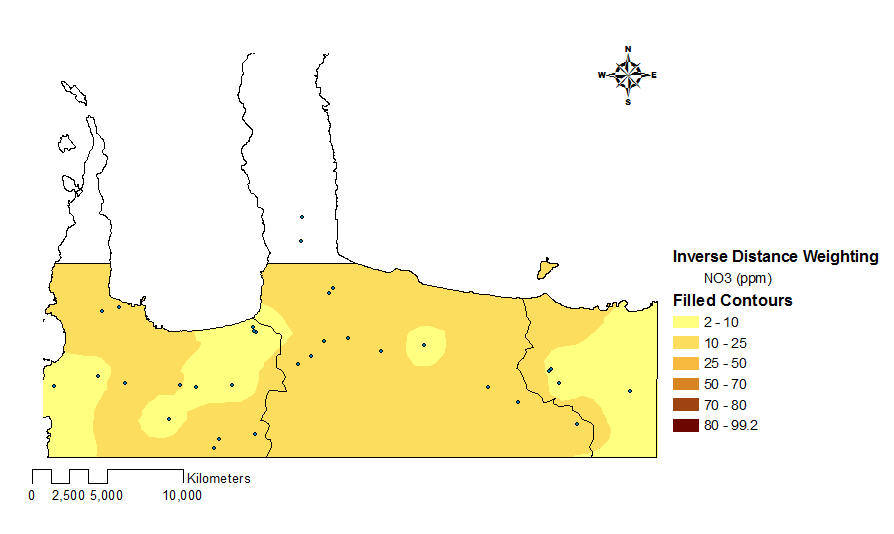 N
W E
S
Inverse Distance Weighting
NO3 (ppm)
Filled Contours
2 - 10
10 - 25
25 - 50
50 - 70
70 - 80
80 - 99.2
Kilometers
0 2,500 5,000 10,000